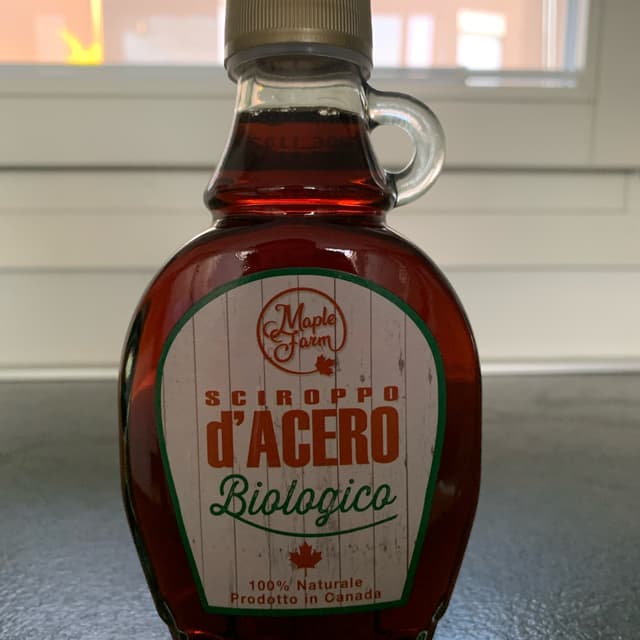 Maple
Farm
SCIROPPO
d'ACERO
Biologico
100% Naturale
Prodotto in Canada